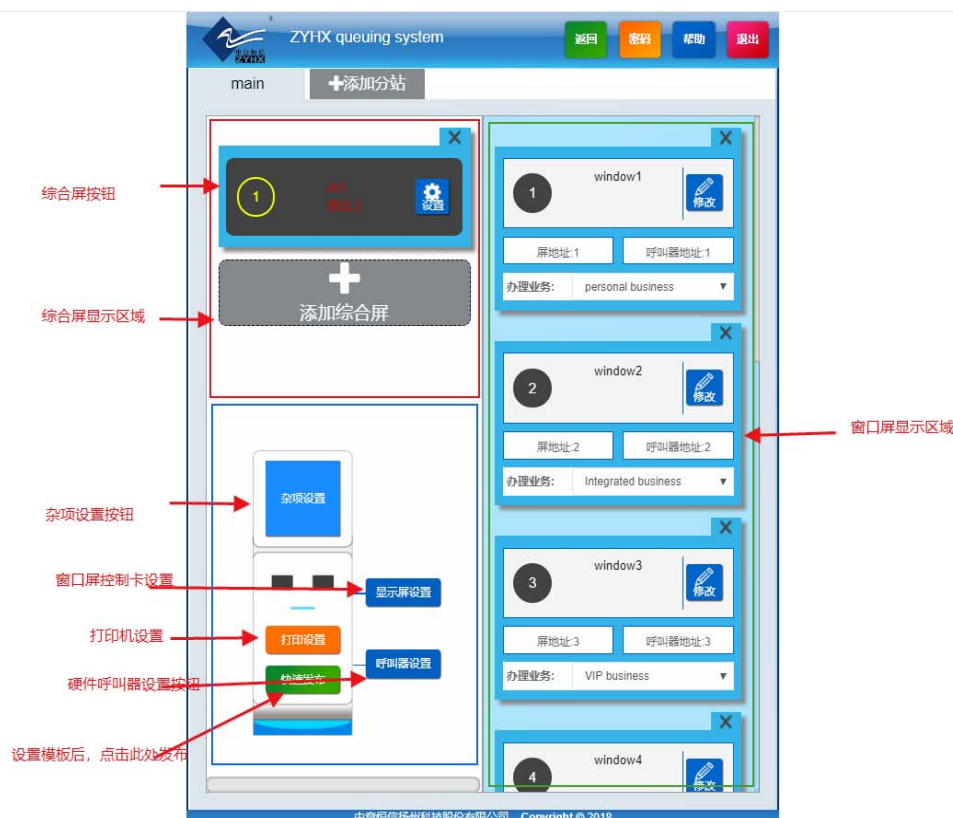 ZYHX queuing system
ZYHX
返回
密码
帮助
退出
main
添加分站
综合屏按钮
1
设置
综合屏显示区域
添加综合屏
window1
1
修改
屏地址:1
呼叫器地址:1
办理业务:
personal business
window2
2
修改
屏地址:2
呼叫器地址:2
办理业务:
Integrated business
窗口屏显示区域
杂项设置
杂项设置按钮
窗口屏控制卡设置
显示屏设置
打印机设置
打印设置
呼叫器设置
硬件呼叫器设置按钮
快速发布
设置模板后，点击此处发布
window3
3
修改
屏地址:3
呼叫器地址:3
办理业务:
VIP business
window4
4
修改
Copyright © 2018